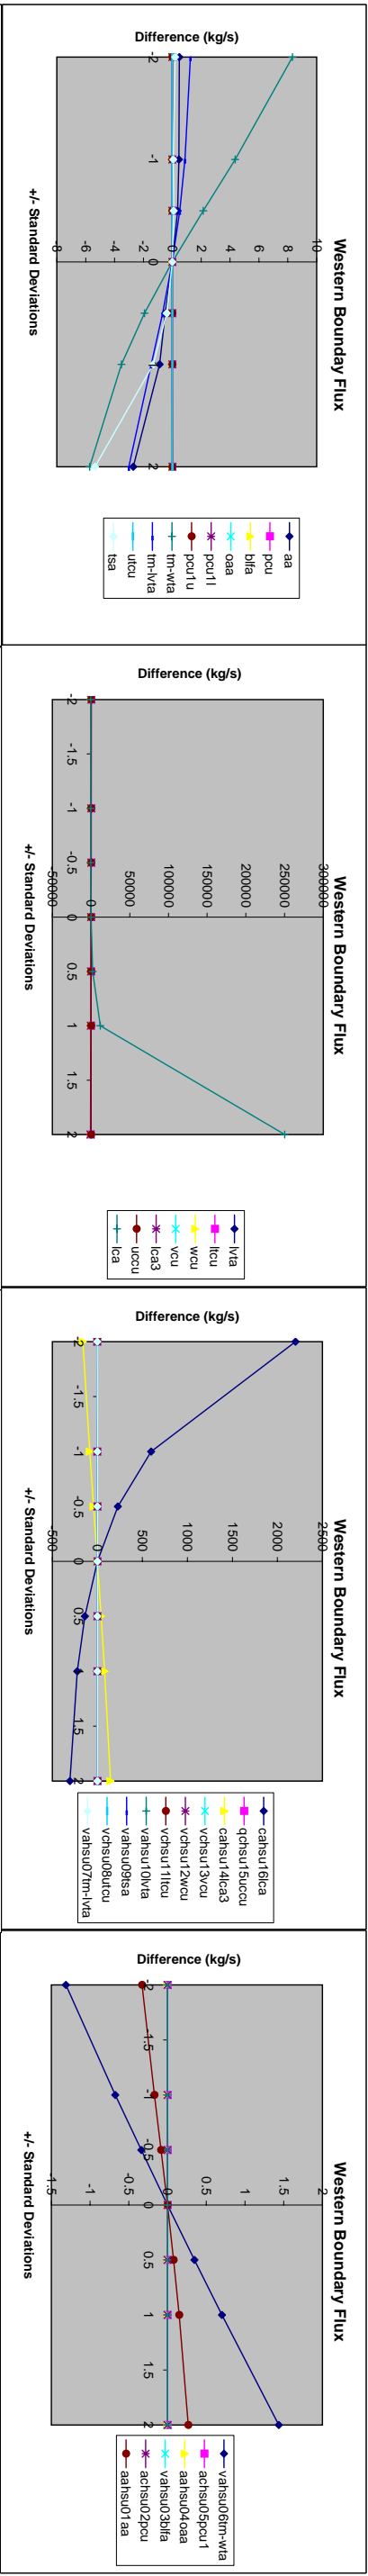 Western Bounday Flux
Difference (kg/s)
10
8
6
4
2
0
-2
-4
-6
-8
-2
-1
0
2
+/- Standard Deviations
aa
pcu
blfa
oaa
pcu1l
pcu1u
tm-wta
tm-lvta
utcu
tsa
Western Boundary Flux
Difference (kg/s)
300000
250000
200000
150000
100000
50000
0
-50000
-2
-1.5
-1
-0.5
0
0.5
1
1.5
2
+/- Standard Deviations
lvta
ltcu
wcu
vcu
lca3
uccu
lca
Western Boundary Flux
Difference (kg/s)
2500
2000
1500
1000
500
0
-500
-2
-1.5
-1
-0.5
0
0.5
1
1.5
2
+/- Standard Deviations
cahsu16lca
qchsu15uccu
cahsu14lca3
vchsu13vcu
vchsu12wcu
vchsu11ltcu
vahsu10lvta
vahsu09tsa
vchsu08utcu
vahsu07tm-lvta
Western Boundary Flux
Difference (kg/s)
2
1.5
1
0.5
0
-0.5
-1
-1.5
-2
-1.5
-1
-0.5
0
0.5
1
1.5
2
+/- Standard Deviations
vahsu06tm-wta
achsu05pcu1
aahsu04oaa
vahsu03blfa
achsu02pcu
aahsu01aa